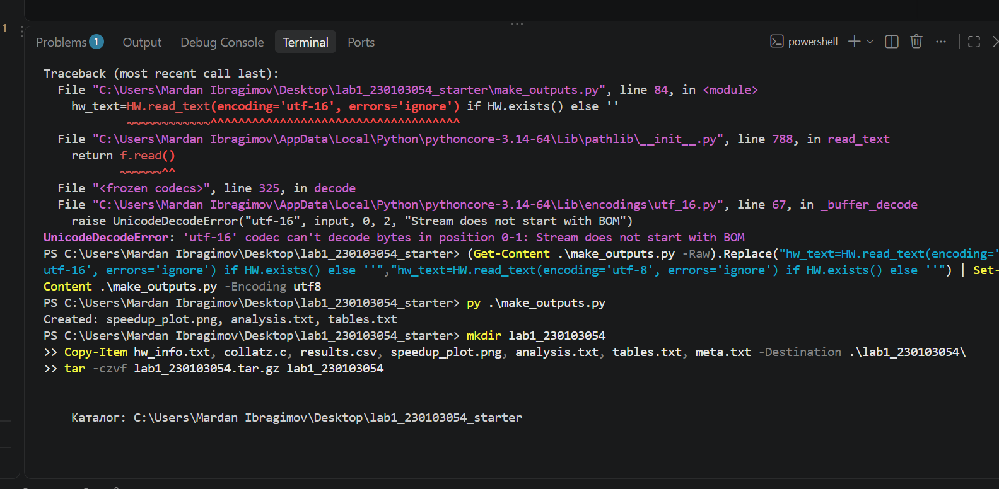 1
Problems 1 Output Debug Console Terminal Ports powershell
Traceback (most recent call last):
File "C:\Users\Mardan Ibragimov\Desktop\lab1_230103054_starter\make_outputs.py", line 84, in <module>
hw_text=HW.read_text(encoding='utf-16', errors='ignore') if HW.exists() else ''
~~~~~~~~~~~~^^^^^^^^^^^^^^^^^^^^^^^^^^^^^^^^^^^^
File "C:\Users\Mardan Ibragimov\AppData\Local\Python\pythoncore-3.14-64\Lib\pathlib\__init__.py", line 788, in read_text
return f.read()
~~~~~~^^
File "<frozen codecs>", line 325, in decode
File "C:\Users\Mardan Ibragimov\AppData\Local\Python\pythoncore-3.14-64\Lib\encodings\utf_16.py", line 67, in _buffer_decode
raise UnicodeDecodeError("utf-16", input, 0, 2, "Stream does not start with BOM")
UnicodeDecodeError: 'utf-16' codec can't decode bytes in position 0-1: Stream does not start with BOM
PS C:\Users\Mardan Ibragimov\Desktop\lab1_230103054_starter> (Get-Content .\make_outputs.py -Raw).Replace("hw_text=HW.read_text(encoding='
utf-16', errors='ignore') if HW.exists() else ''","hw_text=HW.read_text(encoding='utf-8', errors='ignore') if HW.exists() else ''") | Set-
Content .\make_outputs.py -Encoding utf8
PS C:\Users\Mardan Ibragimov\Desktop\lab1_230103054_starter> py .\make_outputs.py
Created: speedup_plot.png, analysis.txt, tables.txt
PS C:\Users\Mardan Ibragimov\Desktop\lab1_230103054_starter> mkdir lab1_230103054
>> Copy-Item hw_info.txt, collatz.c, results.csv, speedup_plot.png, analysis.txt, tables.txt, meta.txt -Destination .\lab1_230103054\
>> tar -czvf lab1_230103054.tar.gz lab1_230103054
Каталог: C:\Users\Mardan Ibragimov\Desktop\lab1_230103054_starter